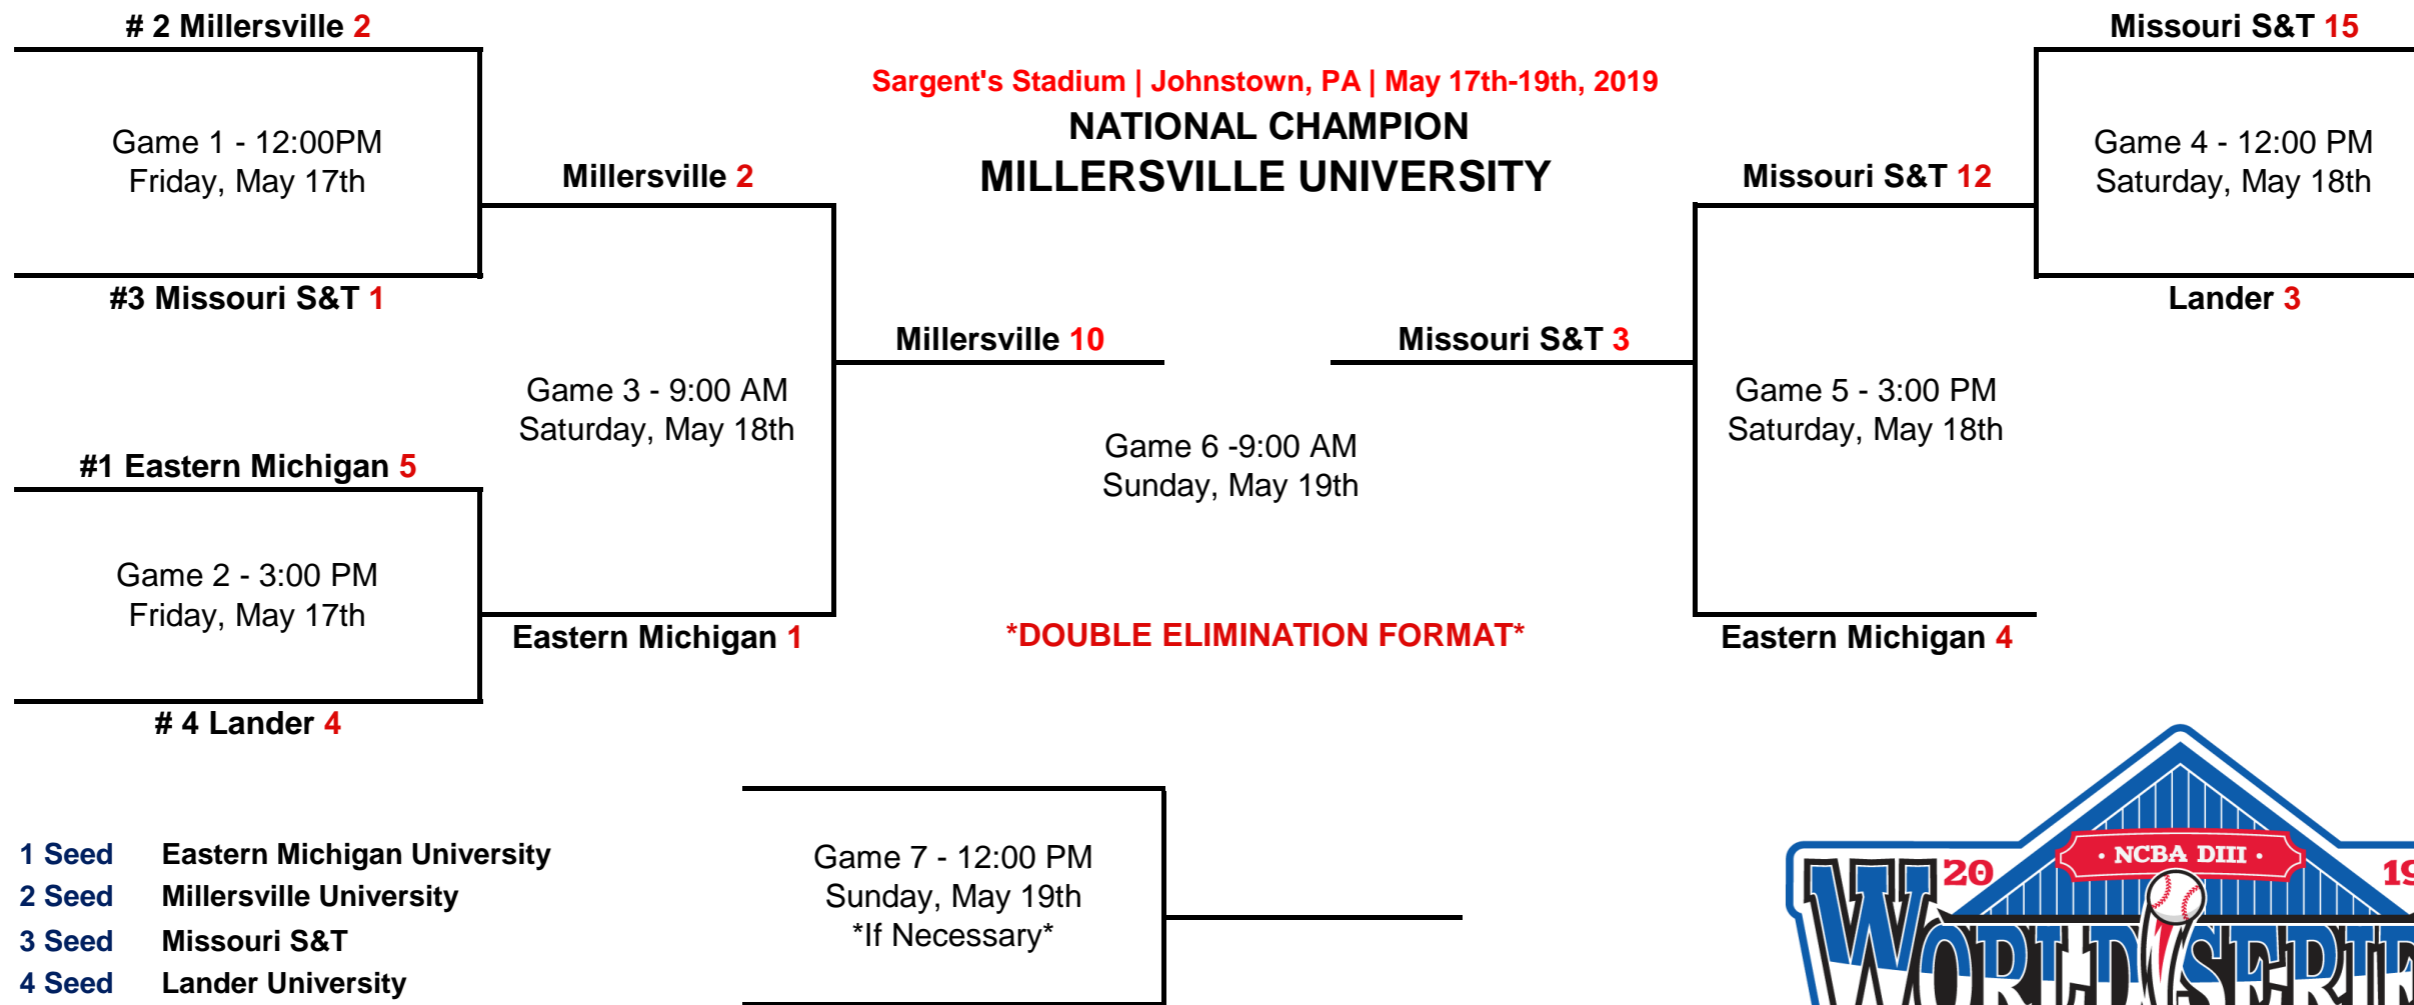 # 2 Millersville 2
Missouri S&T 15
Sargent's Stadium | Johnstown, PA | May 17th-19th, 2019
NATIONAL CHAMPION
MILLERSVILLE UNIVERSITY
Game 1 - 12:00PM
Friday, May 17th
Millersville 2
Missouri S&T 12
Game 4 - 12:00 PM
Saturday, May 18th
#3 Missouri S&T 1
Lander 3
Millersville 10
Missouri S&T 3
Game 3 - 9:00 AM
Saturday, May 18th
Game 5 - 3:00 PM
Saturday, May 18th
Game 6 -9:00 AM
Sunday, May 19th
#1 Eastern Michigan 5
Game 2 - 3:00 PM
Friday, May 17th
Eastern Michigan 1
*DOUBLE ELIMINATION FORMAT*
Eastern Michigan 4
# 4 Lander 4
1 Seed Eastern Michigan University
2 Seed Millersville University
3 Seed Missouri S&T
4 Seed Lander University
Game 7 - 12:00 PM
Sunday, May 19th
*If Necessary*
· NCBA DIII ·
20 19
WORLD SERIE